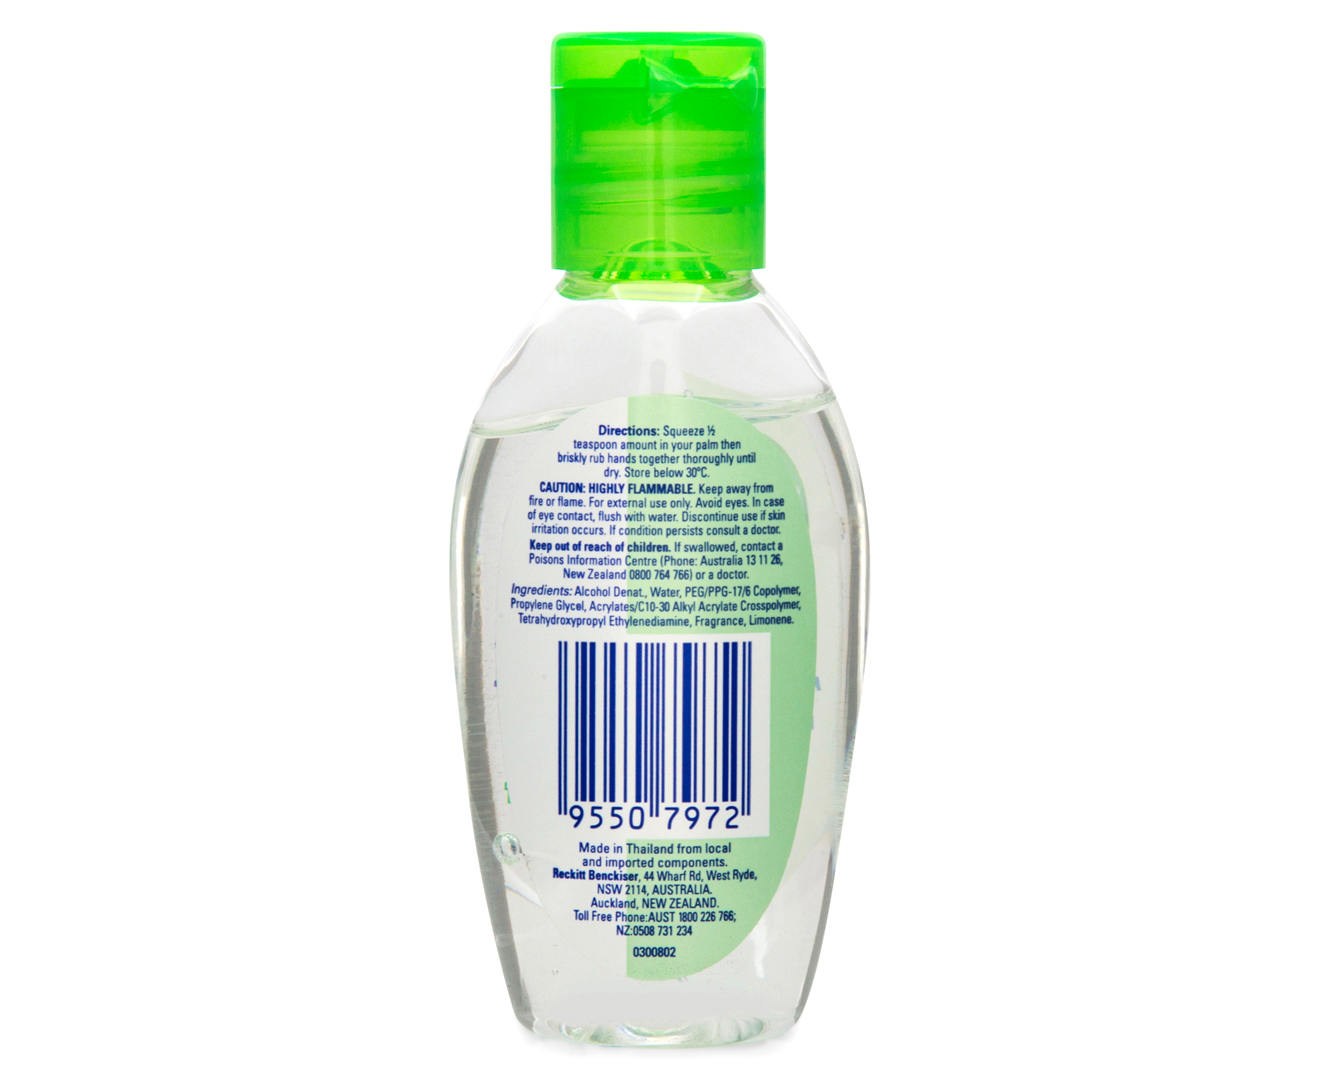 Directions: Squeeze ½
teaspoon amount in your palm then
briskly rub hands together thoroughly until
dry. Store below 30°C.
CAUTION: HIGHLY FLAMMABLE. Keep away from
fire or flame. For external use only. Avoid eyes. In case
of eye contact, flush with water. Discontinue use if skin
irritation occurs. If condition persists consult a doctor.
Keep out of reach of children. If swallowed, contact a
Poisons Information Centre (Phone: Australia 13 11 26,
New Zealand 0800 764 766) or a doctor.
Ingredients: Alcohol Denat., Water, PEG/PPG-17/6 Copolymer,
Propylene Glycol, Acrylates/C10-30 Alkyl Acrylate Crosspolymer,
Tetrahydroxypropyl Ethylenediamine, Fragrance, Limonene.
9550 7972
Made in Thailand from local
and imported components.
Reckitt Benckiser, 44 Wharf Rd, West Ryde,
NSW 2114, AUSTRALIA.
Auckland, NEW ZEALAND.
Toll Free Phone:AUST 1800 226 766;
NZ:0508 731 234
0300802